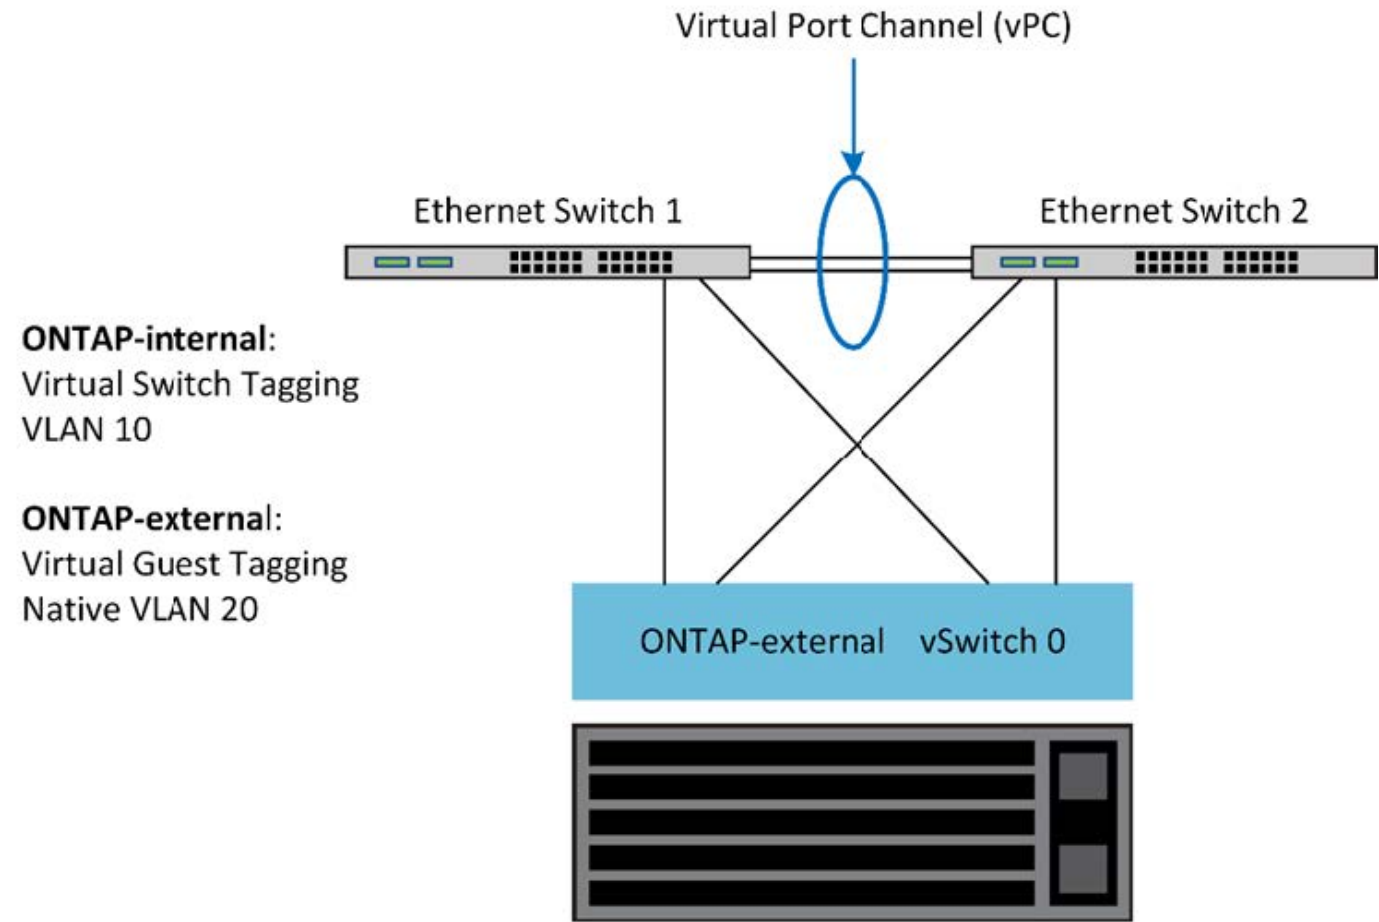 Virtual Port Channel (vPC)
Ethernet Switch 1
Ethernet Switch 2
ONTAP-internal:
Virtual Switch Tagging
VLAN 10
ONTAP-external:
Virtual Guest Tagging
Native VLAN 20
ONTAP-external vSwitch 0